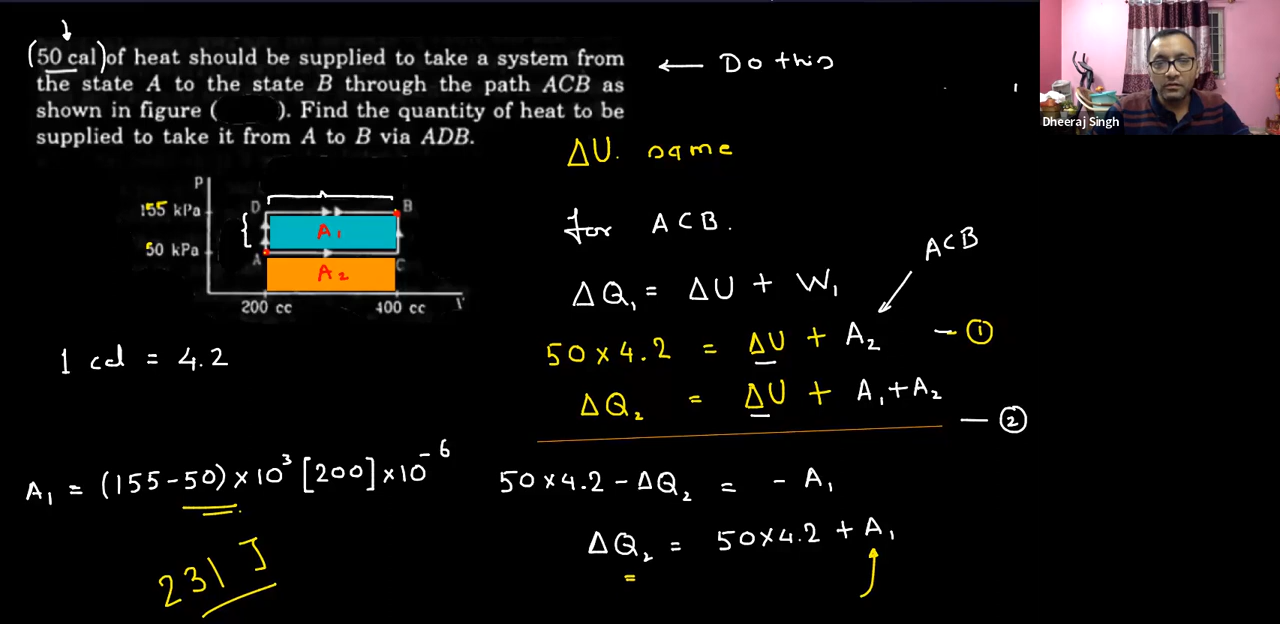 (50 cal) of heat should be supplied to take a system from
the state A to the state B through the path ACB as
shown in figure ( ). Find the quantity of heat to be
supplied to take it from A to B via ADB.
← Do this
Dheeraj Singh
P
155 kPa
D
B
A₁
50 kPa
A
C
A₂
200 cc
400 cc
V
1 cal = 4.2
A₁ = (155-50) × 10³ [200] × 10⁻⁶
231 J
ΔU. same
for ACB.
ACB
ΔQ₁ = ΔU + W₁
50 × 4.2 = ΔU + A₂ — ①
ΔQ₂ = ΔU + A₁ + A₂ — ②
50 × 4.2 - ΔQ₂ = - A₁
ΔQ₂ = 50 × 4.2 + A₁